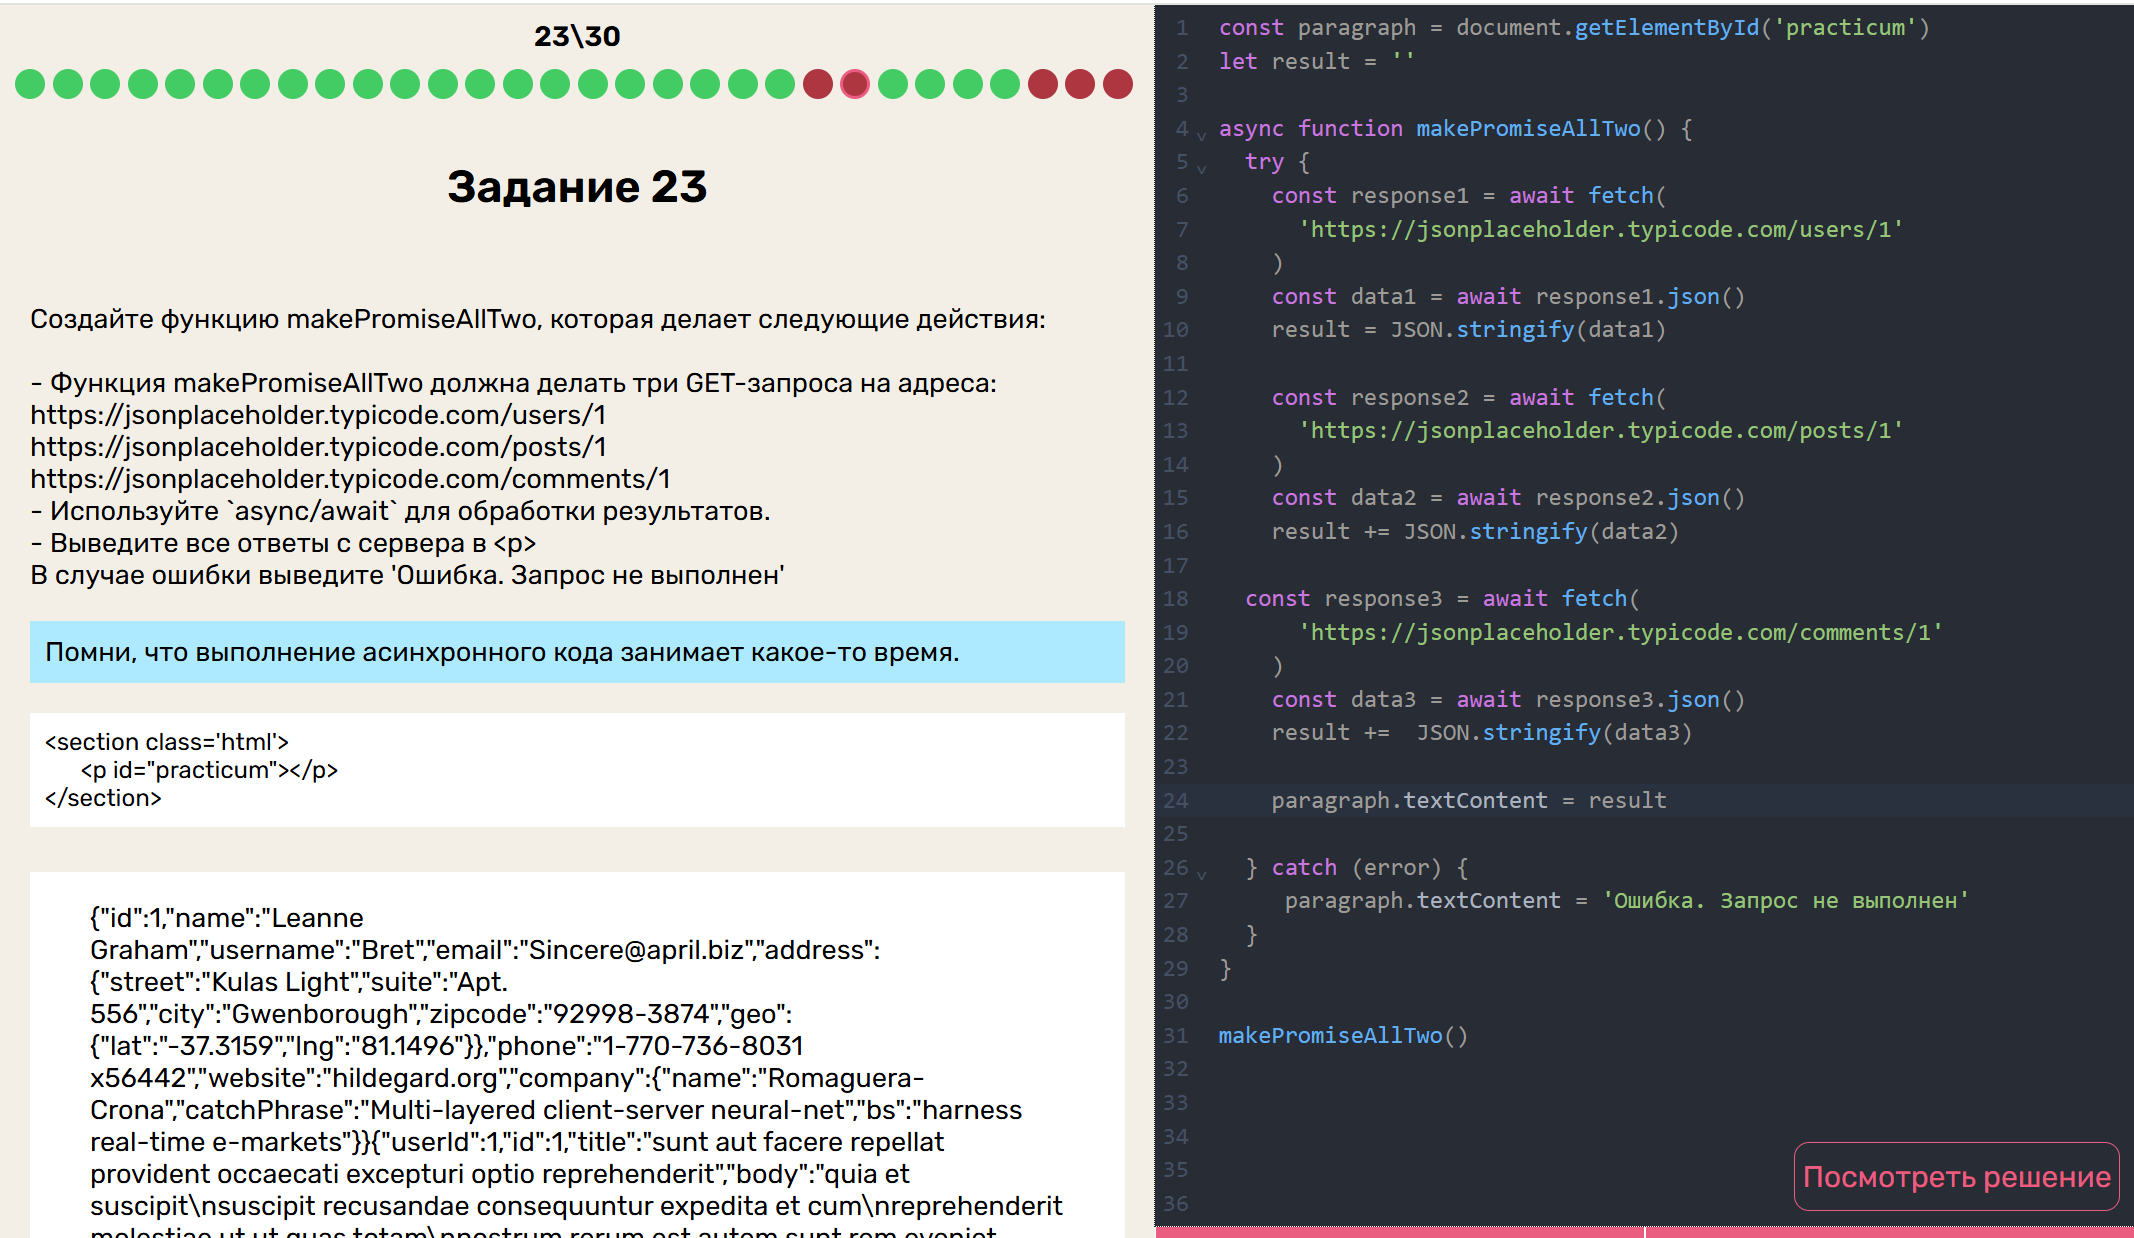 23\30
Задание 23
Создайте функцию makePromiseAllTwo, которая делает следующие действия:
- Функция makePromiseAllTwo должна делать три GET-запроса на адреса:
https://jsonplaceholder.typicode.com/users/1
https://jsonplaceholder.typicode.com/posts/1
https://jsonplaceholder.typicode.com/comments/1
- Используйте `async/await` для обработки результатов.
- Выведите все ответы с сервера в <p>
В случае ошибки выведите 'Ошибка. Запрос не выполнен'
Помни, что выполнение асинхронного кода занимает какое-то время.
<section class='html'>
<p id="practicum"></p>
</section>
{"id":1,"name":"Leanne
Graham","username":"Bret","email":"Sincere@april.biz","address":
{"street":"Kulas Light","suite":"Apt.
556","city":"Gwenborough","zipcode":"92998-3874","geo":
{"lat":"-37.3159","lng":"81.1496"}},"phone":"1-770-736-8031
x56442","website":"hildegard.org","company":{"name":"Romaguera-
Crona","catchPhrase":"Multi-layered client-server neural-net","bs":"harness
real-time e-markets"}}{"userId":1,"id":1,"title":"sunt aut facere repellat
provident occaecati excepturi optio reprehenderit","body":"quia et
suscipit\nsuscipit recusandae consequuntur expedita et cum\nreprehenderit
molestiae ut ut quas totam\nnostrum rerum est autem sunt rem eveniet
1 const paragraph = document.getElementById('practicum')
2 let result = ''
3
4 async function makePromiseAllTwo() {
5 try {
6 const response1 = await fetch(
7 'https://jsonplaceholder.typicode.com/users/1'
8 )
9 const data1 = await response1.json()
10 result = JSON.stringify(data1)
11
12 const response2 = await fetch(
13 'https://jsonplaceholder.typicode.com/posts/1'
14 )
15 const data2 = await response2.json()
16 result += JSON.stringify(data2)
17
18 const response3 = await fetch(
19 'https://jsonplaceholder.typicode.com/comments/1'
20 )
21 const data3 = await response3.json()
22 result +=  JSON.stringify(data3)
23
24 paragraph.textContent = result
25
26 } catch (error) {
27 paragraph.textContent = 'Ошибка. Запрос не выполнен'
28 }
29 }
30
31 makePromiseAllTwo()
32
33
34
35
36
Посмотреть решение